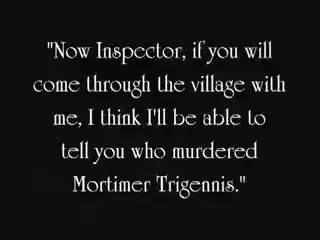 "Now Inspector, if you will
come through the village with
me, I think I'll be able to
tell you who murdered
Mortimer Trigennis."